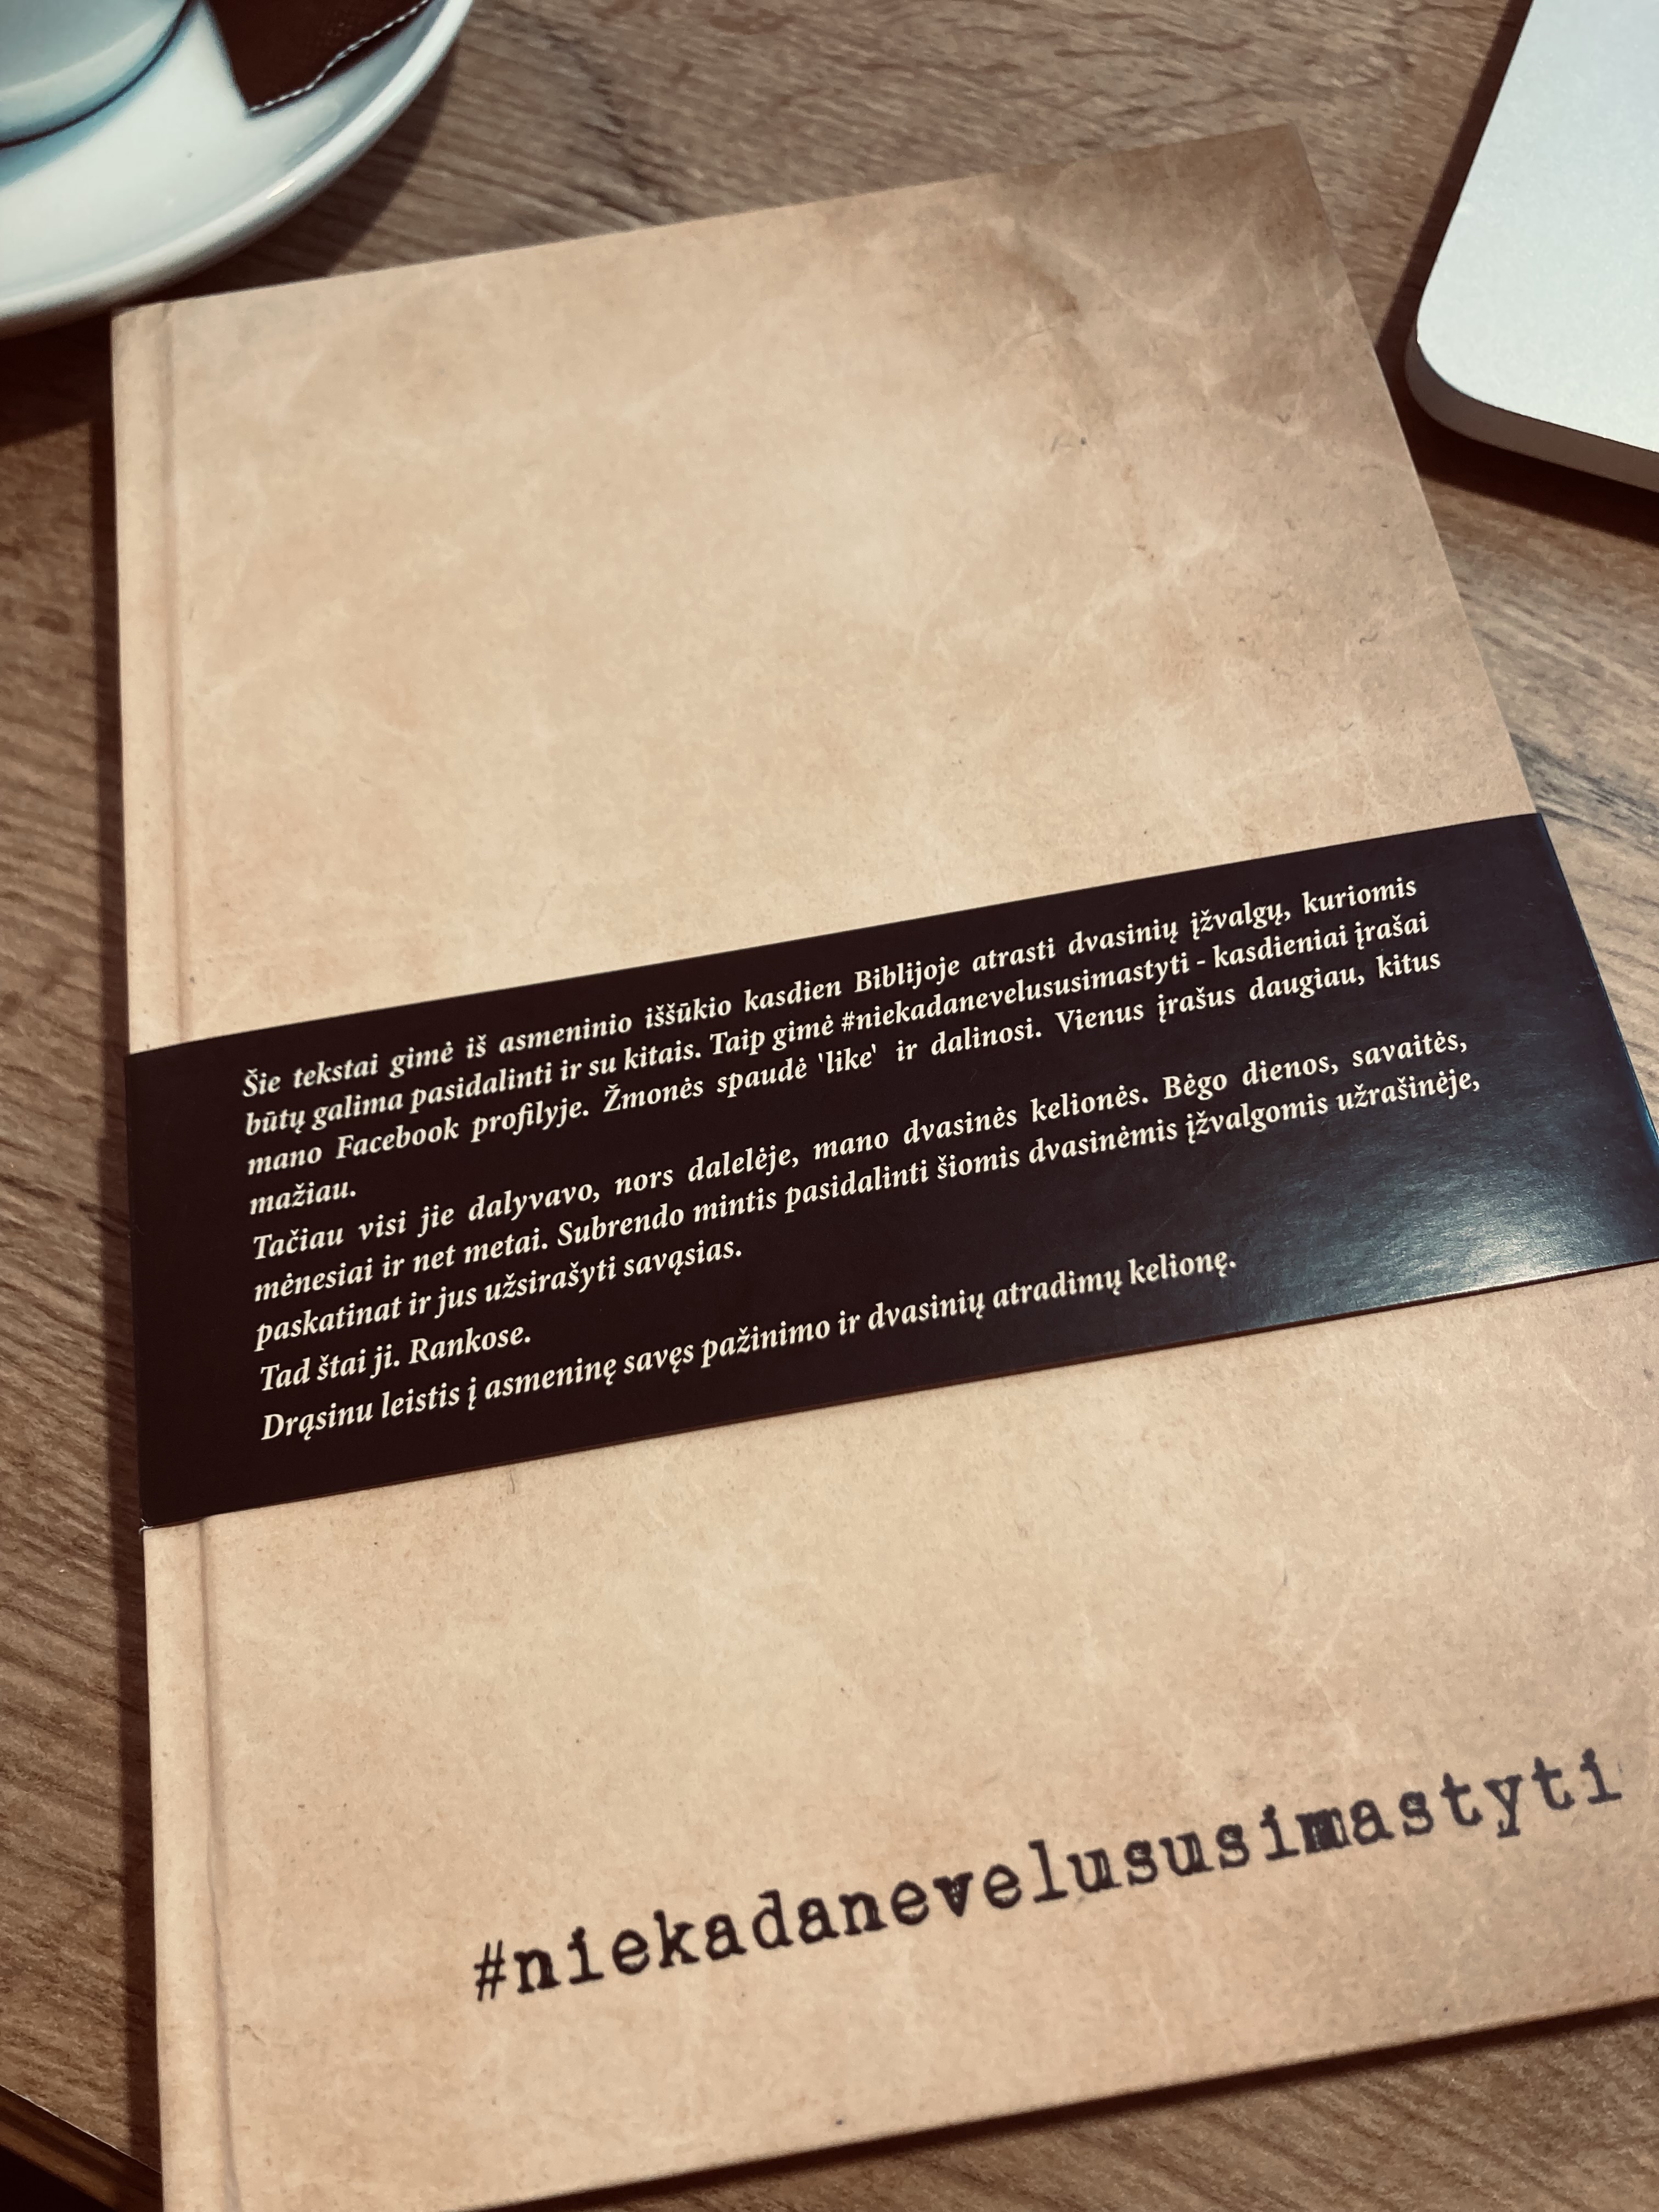 Šie tekstai gimė iš asmeninio iššūkio kasdien Biblijoje atrasti dvasinių įžvalgų, kuriomis
būtų galima pasidalinti ir su kitais. Taip gimė #niekadanevelususimastyti - kasdieniai įrašai
mano Facebook profilyje. Žmonės spaudė 'like' ir dalinosi. Vienus įrašus daugiau, kitus
mažiau.
Tačiau visi jie dalyvavo, nors dalelėje, mano dvasinės kelionės. Bėgo dienos, savaitės,
mėnesiai ir net metai. Subrendo mintis pasidalinti šiomis dvasinėmis įžvalgomis užrašinėje,
paskatinat ir jus užsirašyti savąsias.
Tad štai ji. Rankose.
Drąsinu leistis į asmeninę savęs pažinimo ir dvasinių atradimų kelionę.
#niekadanevelususimastyti